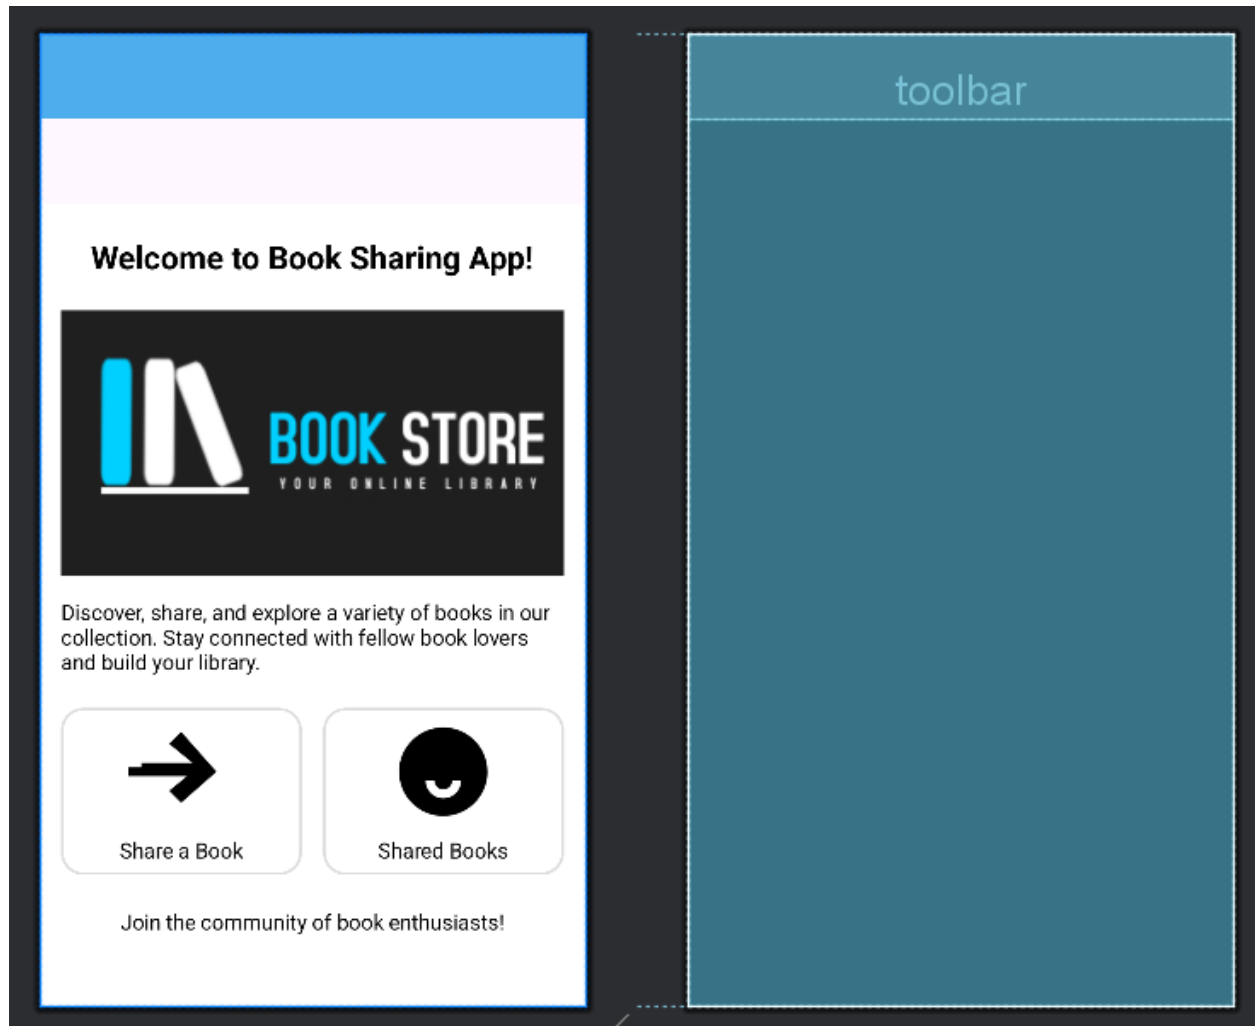 toolbar
Welcome to Book Sharing App!
BOOK STORE
YOUR ONLINE LIBRARY
Discover, share, and explore a variety of books in our
collection. Stay connected with fellow book lovers
and build your library.
Share a Book
Shared Books
Join the community of book enthusiasts!